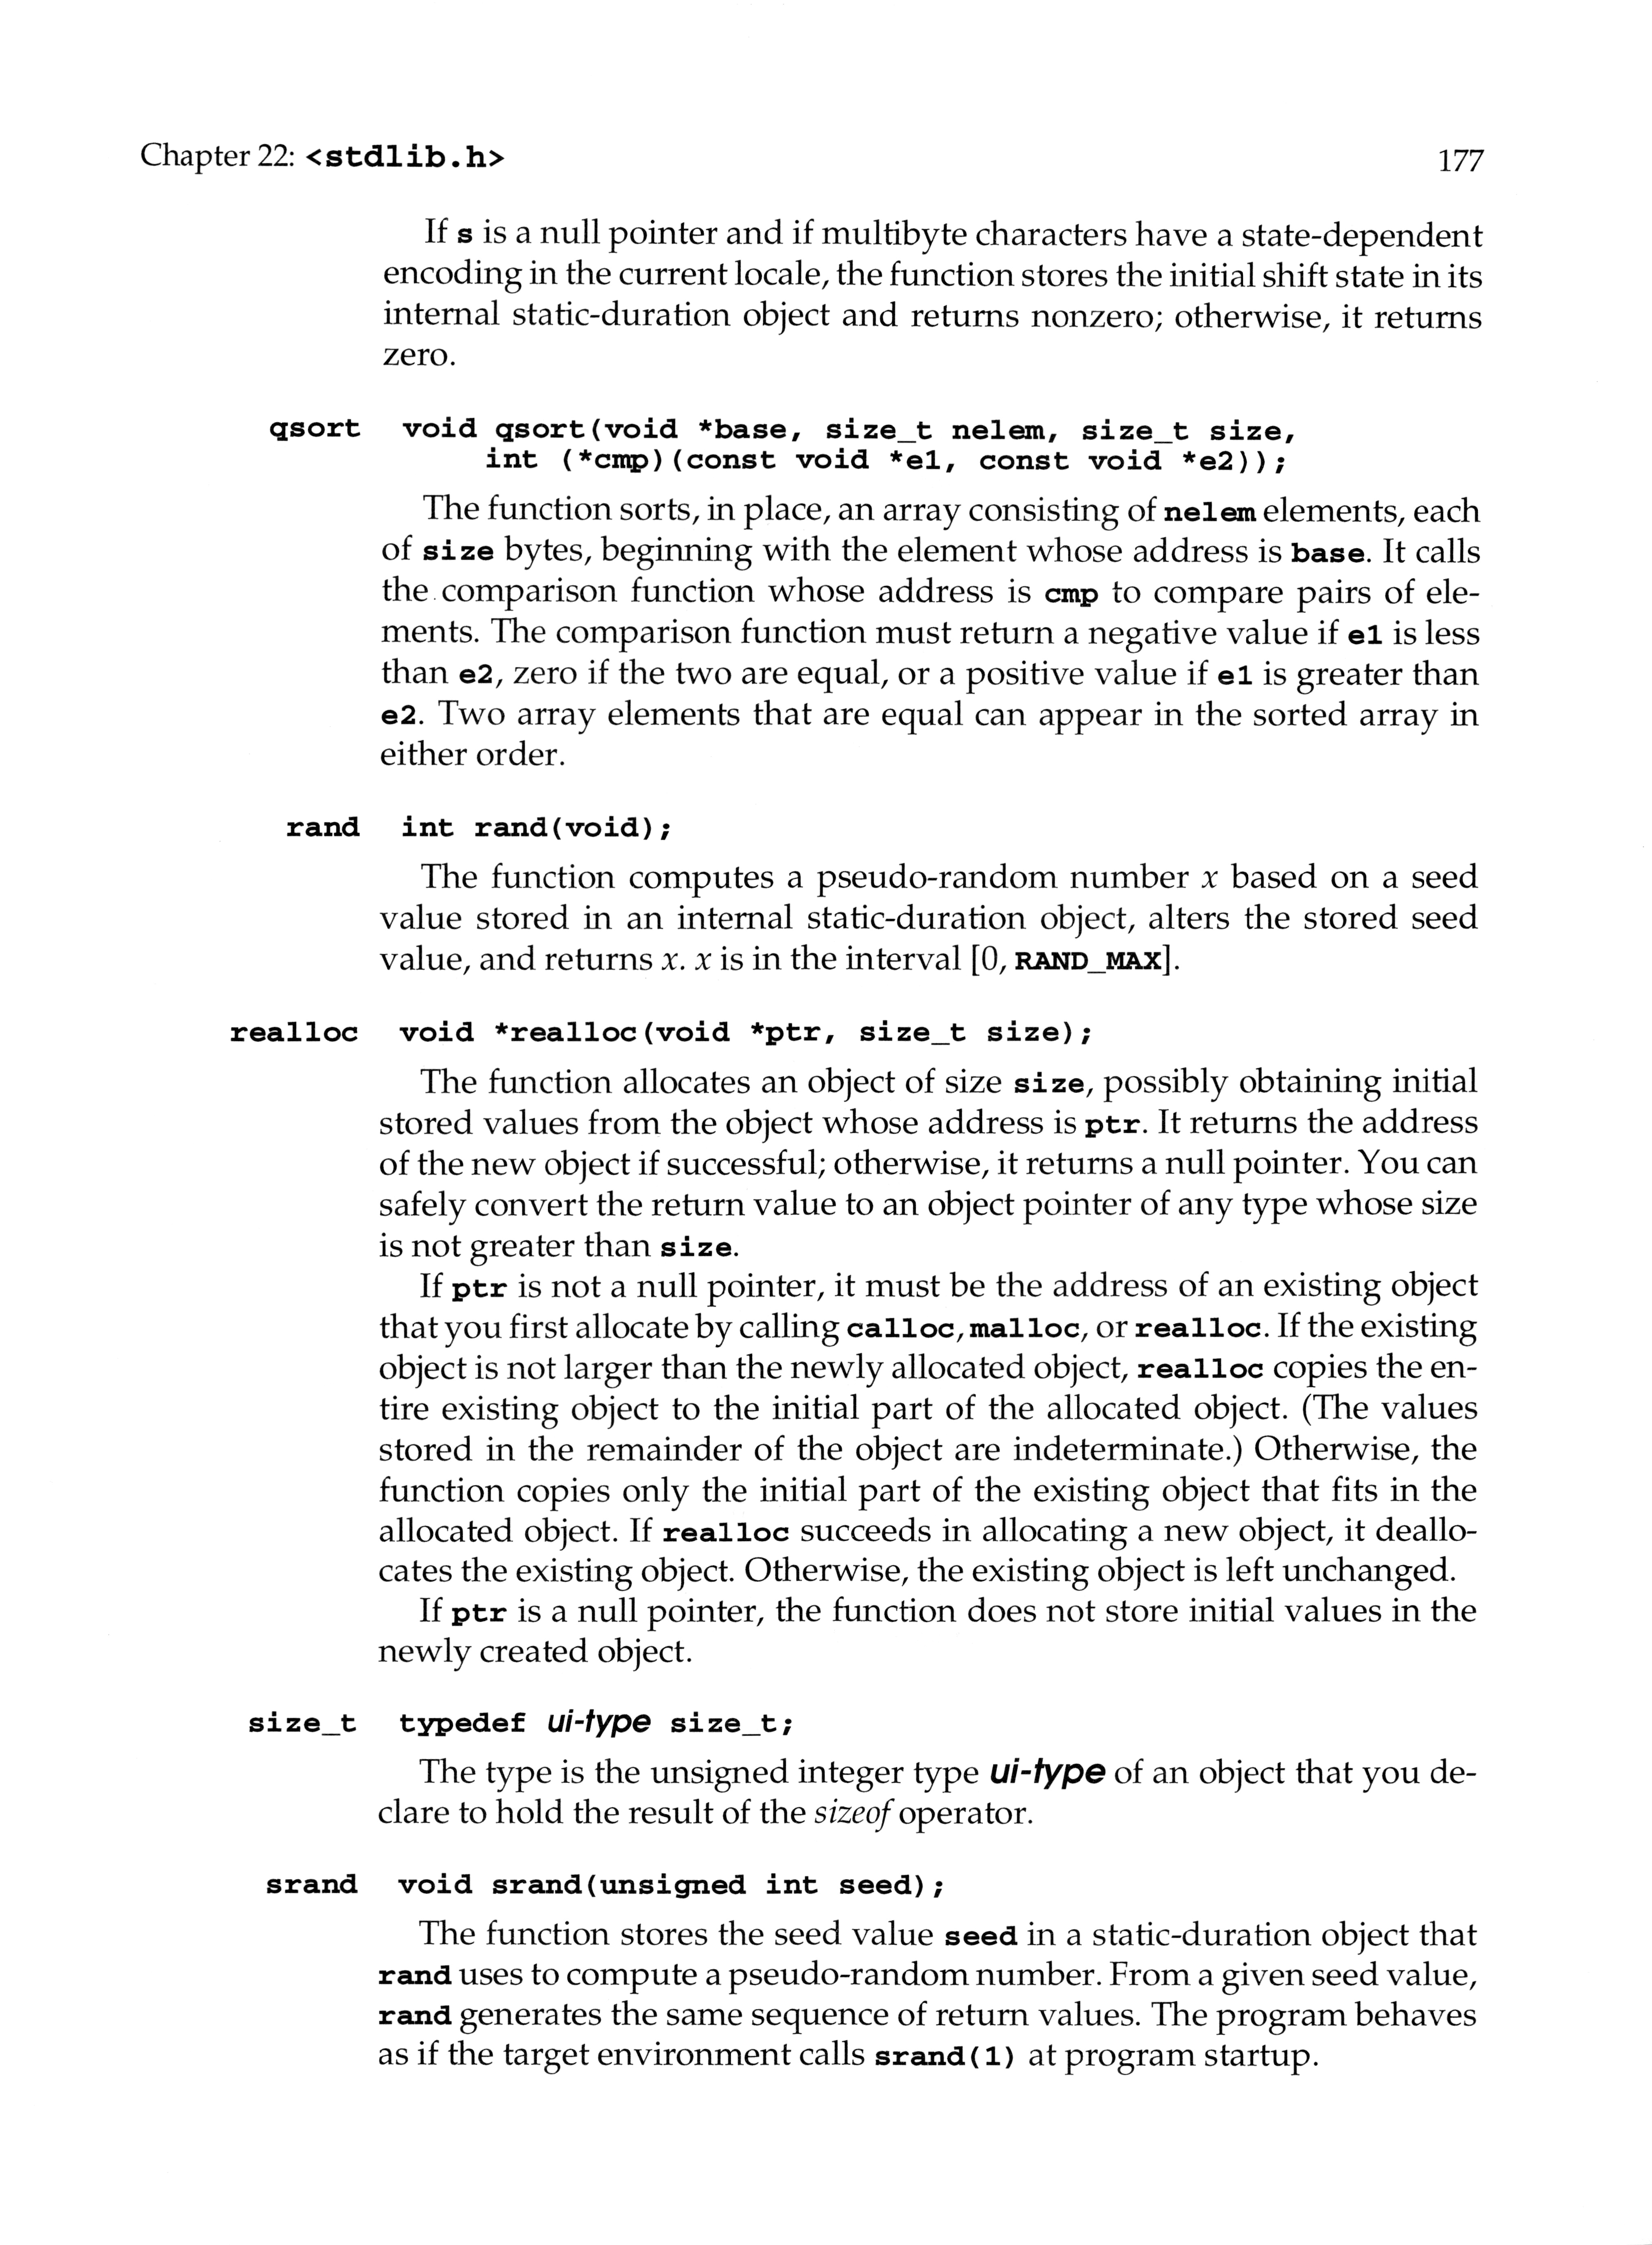 Chapter 22: <stdlib.h> 177
If s is a null pointer and if multibyte characters have a state-dependent
encoding in the current locale, the function stores the initial shift state in its
internal static-duration object and returns nonzero; otherwise, it returns
zero.
qsort void qsort(void *base, size_t nelem, size_t size,
int (*cmp)(const void *e1, const void *e2));
The function sorts, in place, an array consisting of nelem elements, each
of size bytes, beginning with the element whose address is base. It calls
the comparison function whose address is cmp to compare pairs of ele-
ments. The comparison function must return a negative value if e1 is less
than e2, zero if the two are equal, or a positive value if e1 is greater than
e2. Two array elements that are equal can appear in the sorted array in
either order.
rand int rand(void);
The function computes a pseudo-random number x based on a seed
value stored in an internal static-duration object, alters the stored seed
value, and returns x. x is in the interval [0, RAND_MAX].
realloc void *realloc(void *ptr, size_t size);
The function allocates an object of size size, possibly obtaining initial
stored values from the object whose address is ptr. It returns the address
of the new object if successful; otherwise, it returns a null pointer. You can
safely convert the return value to an object pointer of any type whose size
is not greater than size.
If ptr is not a null pointer, it must be the address of an existing object
that you first allocate by calling calloc, malloc, or realloc. If the existing
object is not larger than the newly allocated object, realloc copies the en-
tire existing object to the initial part of the allocated object. (The values
stored in the remainder of the object are indeterminate.) Otherwise, the
function copies only the initial part of the existing object that fits in the
allocated object. If realloc succeeds in allocating a new object, it deallo-
cates the existing object. Otherwise, the existing object is left unchanged.
If ptr is a null pointer, the function does not store initial values in the
newly created object.
size_t typedef ui-type size_t;
The type is the unsigned integer type ui-type of an object that you de-
clare to hold the result of the sizeof operator.
srand void srand(unsigned int seed);
The function stores the seed value seed in a static-duration object that
rand uses to compute a pseudo-random number. From a given seed value,
rand generates the same sequence of return values. The program behaves
as if the target environment calls srand(1) at program startup.